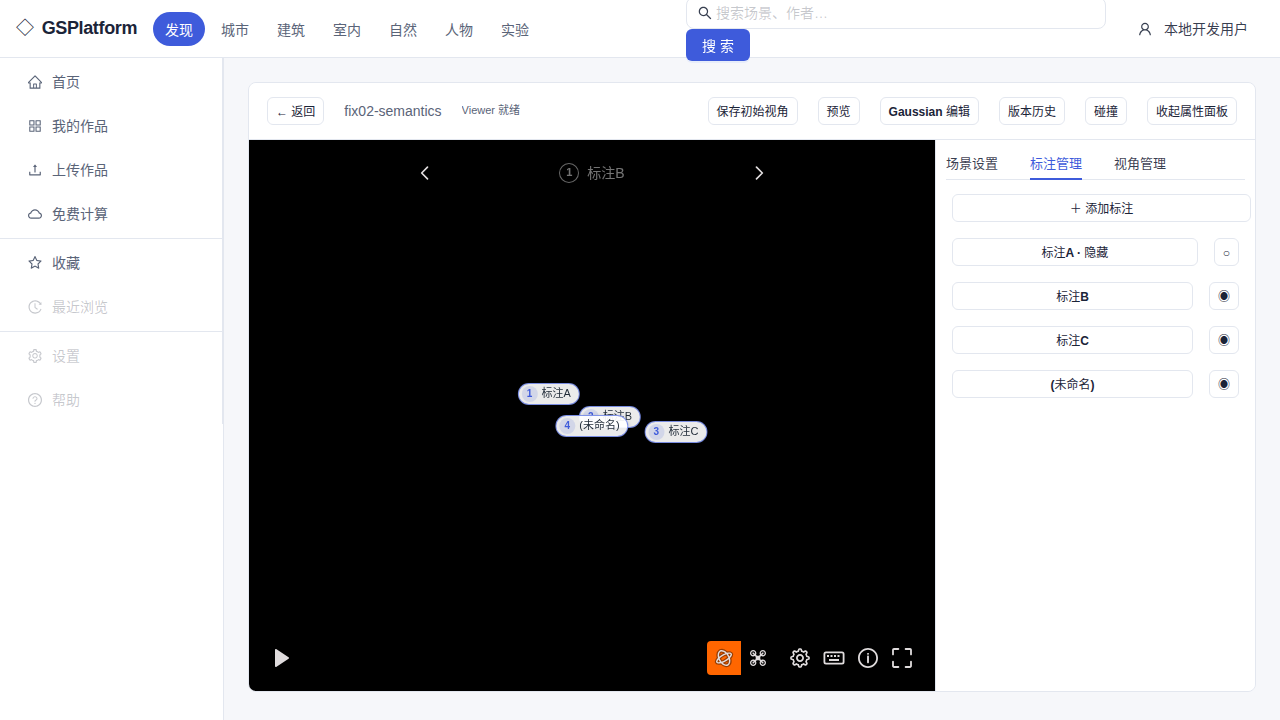 GSPlatform 发现 城市 建筑 室内 自然 人物 实验
搜索场景、作者…
搜 索
本地开发用户
首页
我的作品
上传作品
免费计算
收藏
最近浏览
设置
帮助
← 返回 fix02-semantics Viewer 就绪 保存初始视角 预览 Gaussian 编辑 版本历史 碰撞 收起属性面板
1 标注B
1 标注A
2 标注B
4 (未命名)
3 标注C
场景设置 标注管理 视角管理
＋ 添加标注
标注A · 隐藏
标注B
标注C
(未命名)